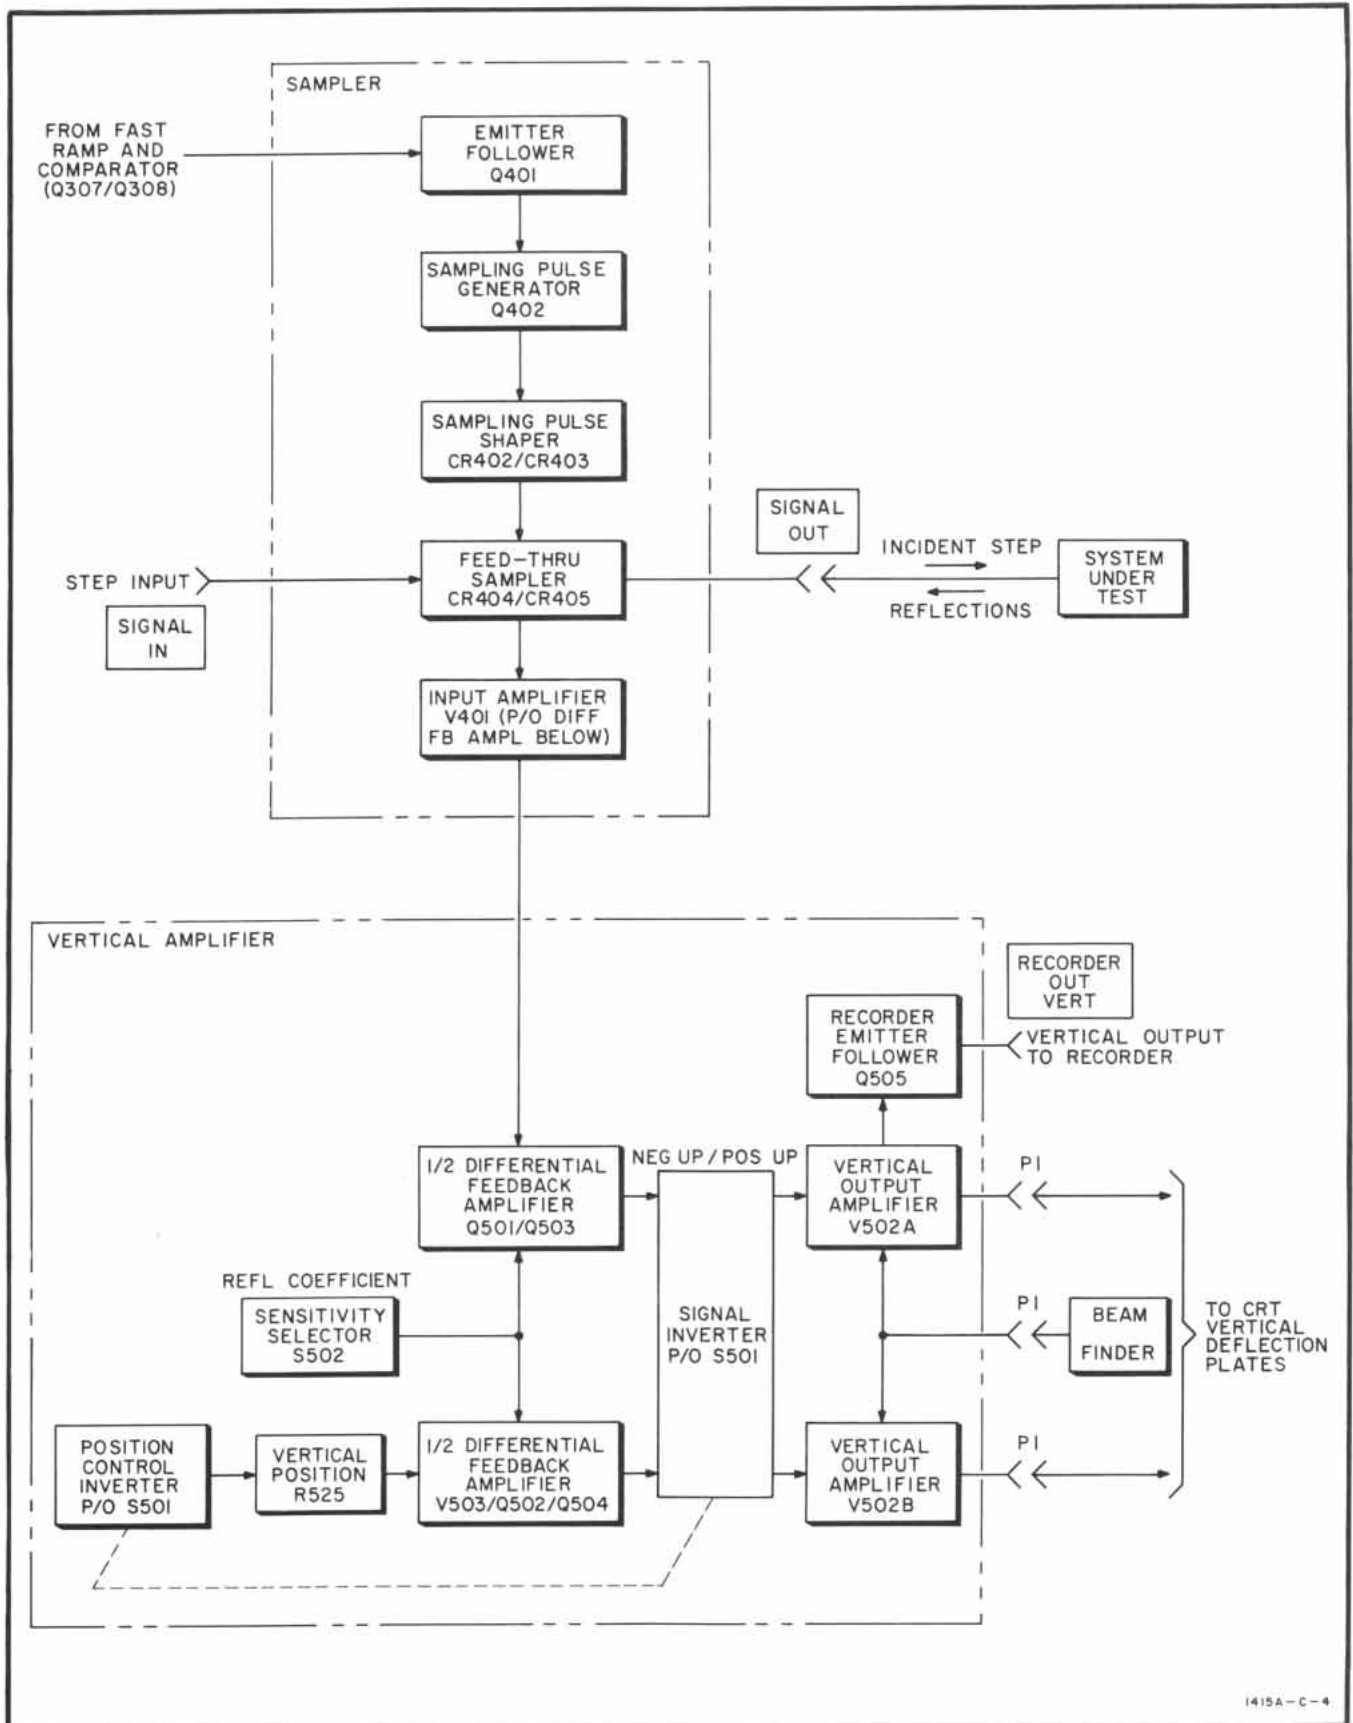 SAMPLER
FROM FAST
RAMP AND
COMPARATOR
(Q307/Q308)
EMITTER
FOLLOWER
Q401
SAMPLING PULSE
GENERATOR
Q402
SAMPLING PULSE
SHAPER
CR402/CR403
STEP INPUT
SIGNAL
IN
FEED-THRU
SAMPLER
CR404/CR405
SIGNAL
OUT
INCIDENT STEP
REFLECTIONS
SYSTEM
UNDER
TEST
INPUT AMPLIFIER
V401 (P/O DIFF
FB AMPL BELOW)
VERTICAL AMPLIFIER
RECORDER
OUT
VERT
RECORDER
EMITTER
FOLLOWER
Q505
VERTICAL OUTPUT
TO RECORDER
1/2 DIFFERENTIAL
FEEDBACK
AMPLIFIER
Q501/Q503
NEG UP / POS UP
VERTICAL
OUTPUT
AMPLIFIER
V502A
P1
REFL COEFFICIENT
SENSITIVITY
SELECTOR
S502
SIGNAL
INVERTER
P/O S501
P1
BEAM
FINDER
TO CRT
VERTICAL
DEFLECTION
PLATES
POSITION
CONTROL
INVERTER
P/O S501
VERTICAL
POSITION
R525
1/2 DIFFERENTIAL
FEEDBACK
AMPLIFIER
V503/Q502/Q504
VERTICAL
OUTPUT
AMPLIFIER
V502B
P1
1415A-C-4